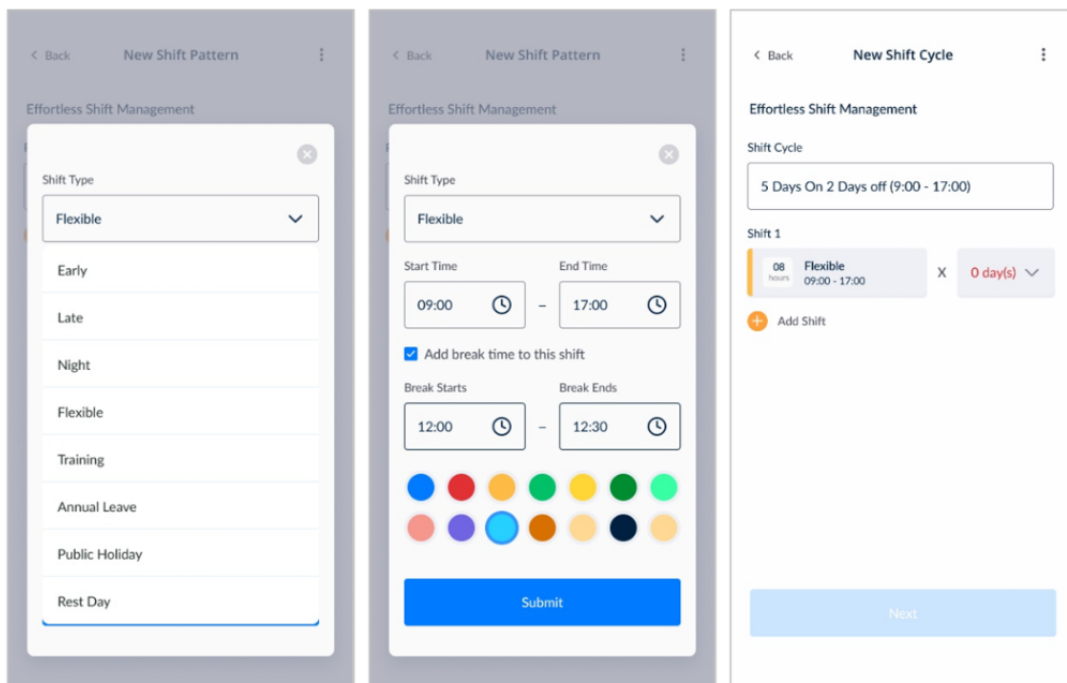 Back New Shift Pattern
Effortless Shift Management
Shift Type
Flexible
Early
Late
Night
Flexible
Training
Annual Leave
Public Holiday
Rest Day
Back New Shift Pattern
Effortless Shift Management
Shift Type
Flexible
Start Time End Time
09:00 – 17:00
Add break time to this shift
Break Starts Break Ends
12:00 – 12:30
Submit
Back New Shift Cycle
Effortless Shift Management
Shift Cycle
5 Days On 2 Days off (9:00 - 17:00)
Shift 1
08 hours Flexible 09:00 - 17:00 X 0 day(s)
Add Shift
Next